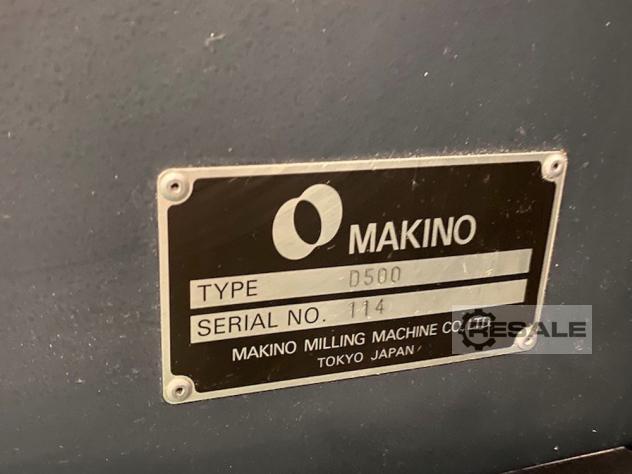 MAKINO
TYPE D500
SERIAL NO. 114
MAKINO MILLING MACHINE CO.,LTD.
TOKYO JAPAN
RESALE